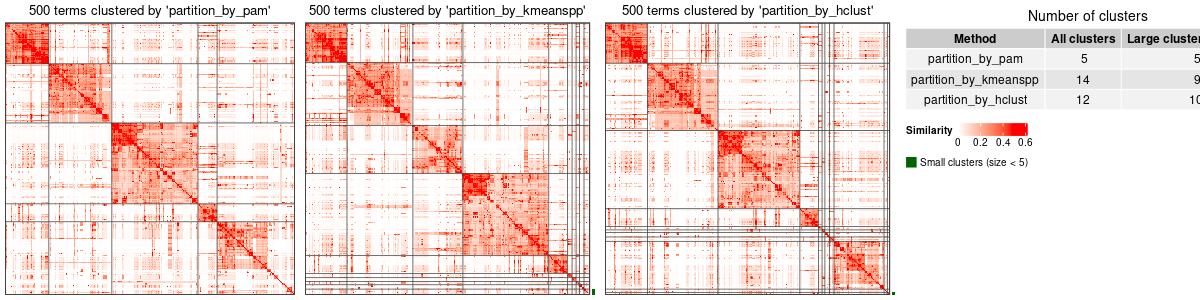 500 terms clustered by 'partition_by_pam'
500 terms clustered by 'partition_by_kmeanspp'
500 terms clustered by 'partition_by_hclust'
Number of clusters
Method All clusters Large cluster
partition_by_pam 5 5
partition_by_kmeanspp 14 9
partition_by_hclust 12 10
Similarity
0 0.2 0.4 0.6
Small clusters (size < 5)